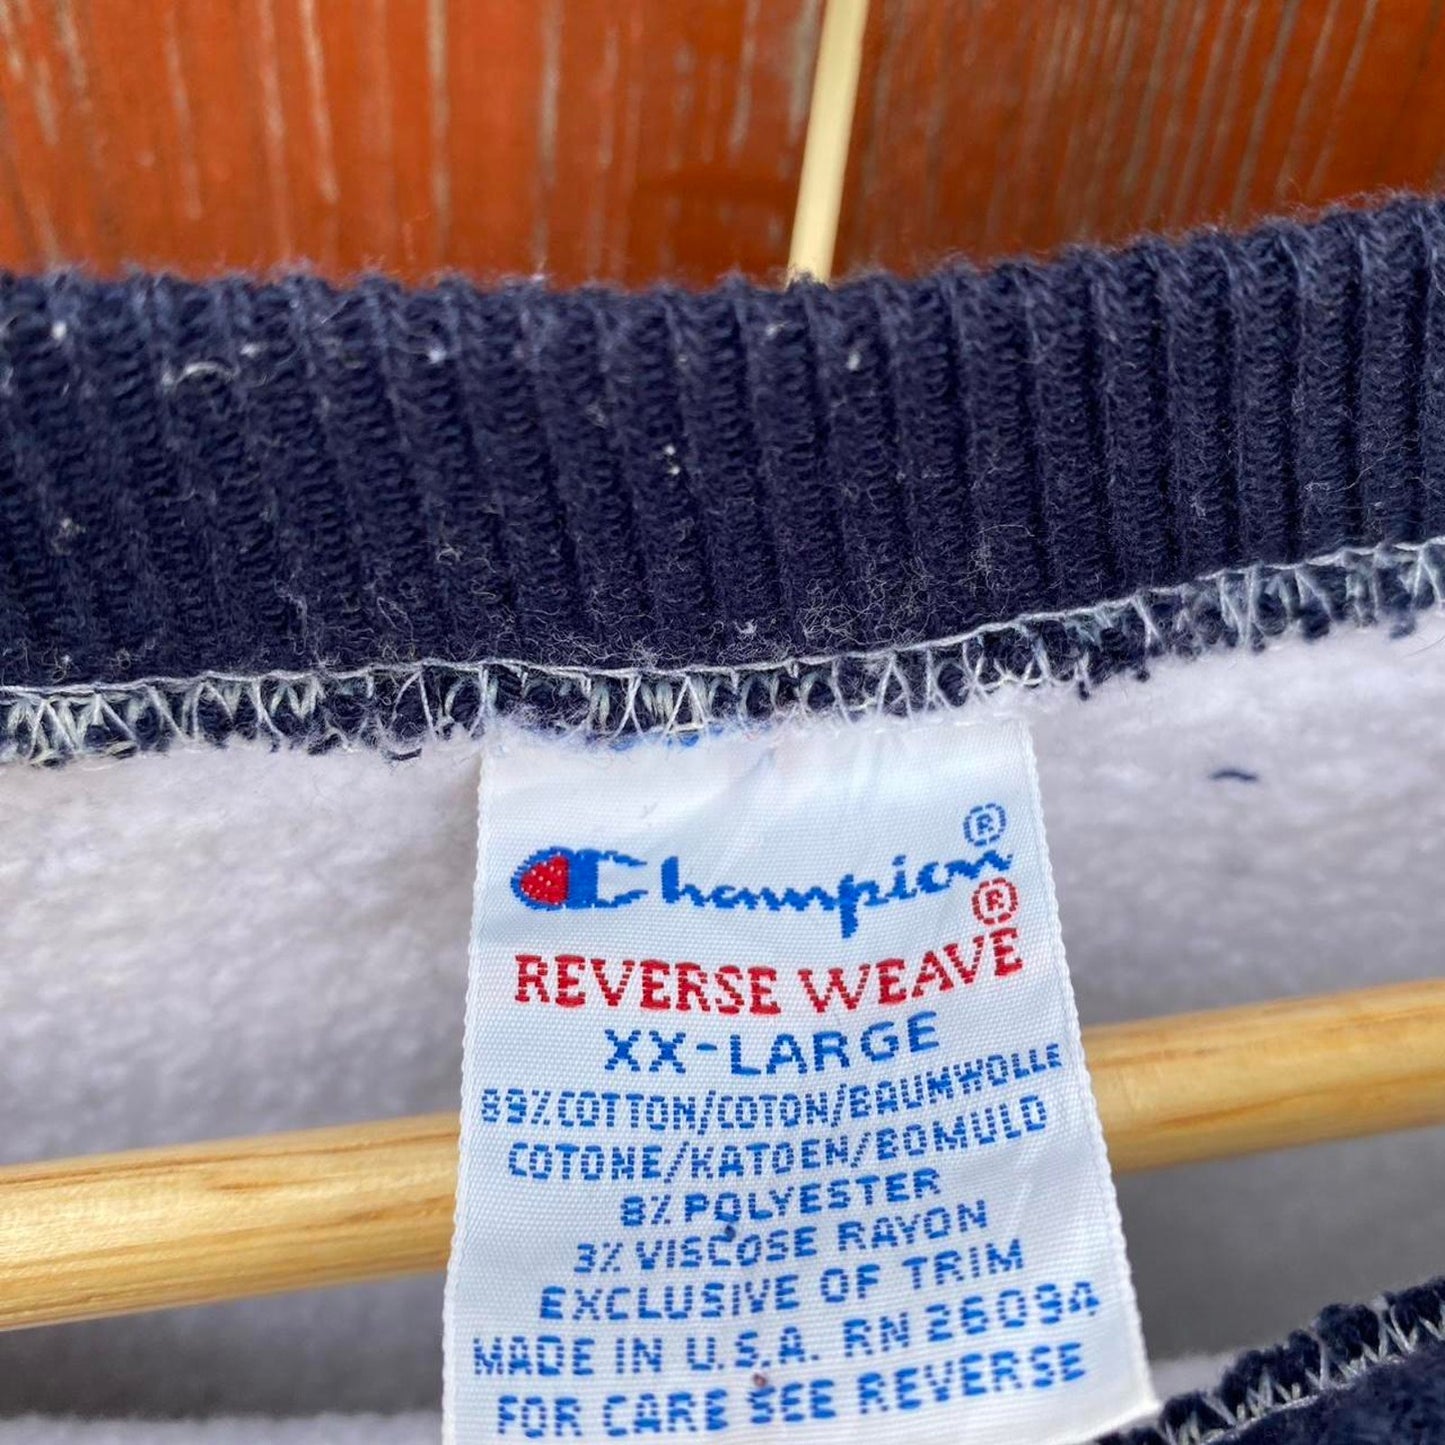 Champion®
REVERSE WEAVE®
XX-LARGE
89% COTTON/COTON/BAUMWOLLE
COTONE/KATOEN/BOMULD
8% POLYESTER
3% VISCOSE RAYON
EXCLUSIVE OF TRIM
MADE IN U.S.A. RN 26094
FOR CARE SEE REVERSE